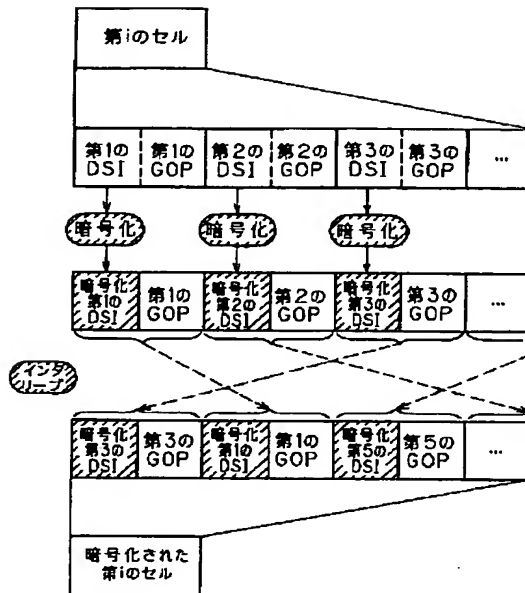 第iのセル
第1の 第1の 第2の 第2の 第3の 第3の …
DSI GOP DSI GOP DSI GOP
暗号化 暗号化 暗号化
暗号化 第1の 暗号化 第2の 暗号化 第3の …
第1の GOP 第2の GOP 第3の GOP
DSI DSI DSI
インタ
リーブ
暗号化 第3の 暗号化 第1の 暗号化 第5の …
第3の GOP 第1の GOP 第5の GOP
DSI DSI DSI
暗号化された
第iのセル